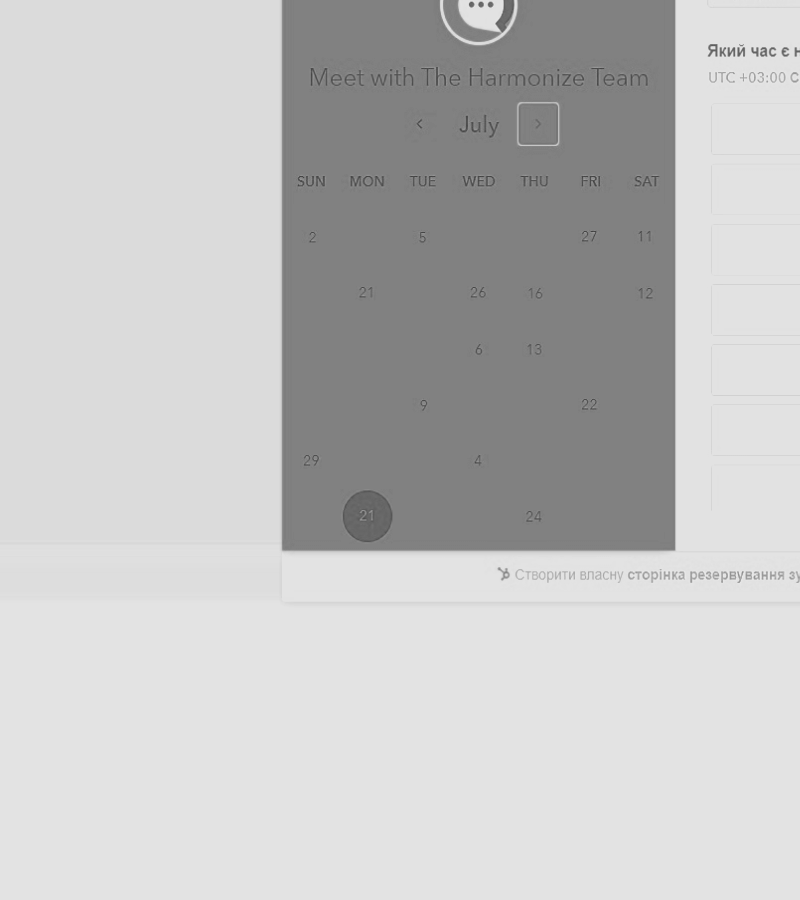 Meet with The Harmonize Team
July
SUN MON TUE WED THU FRI SAT
2 5 27 11
21 26 16 12
6 13
9 22
29 4
21 24
Який час є
UTC +03:00
Створити власну сторінка резервування